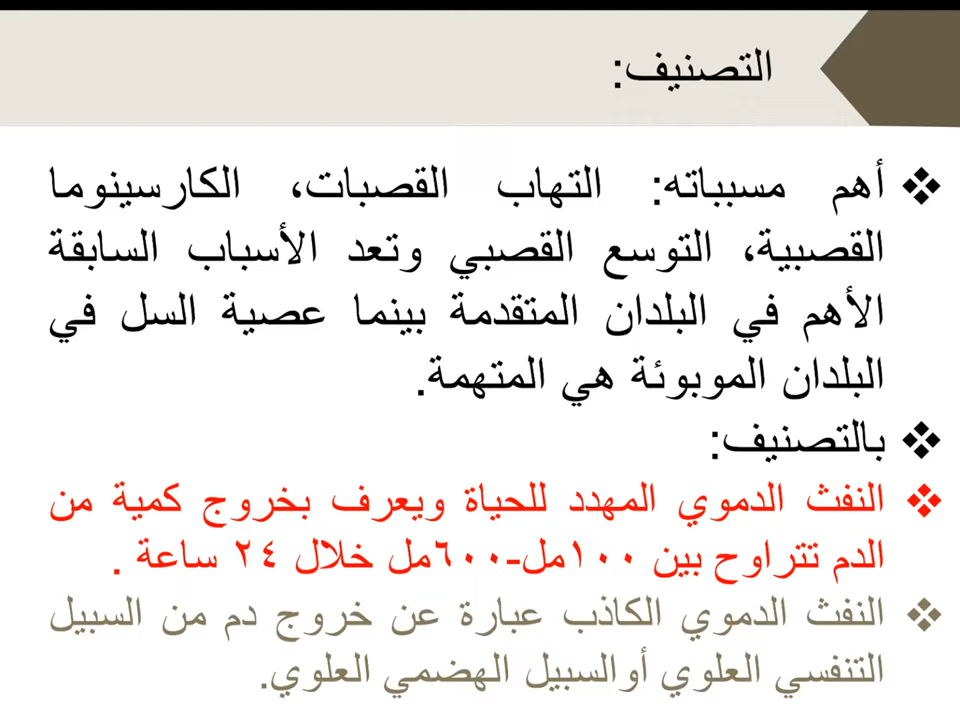 التصنيف:
أهم مسبباته: التهاب القصبات، الكارسينوما
القصبية، التوسع القصبي وتعد الأسباب السابقة
الأهم في البلدان المتقدمة بينما عصية السل في
البلدان الموبوئة هي المتهمة.
بالتصنيف:
النفث الدموي المهدد للحياة ويعرف بخروج كمية من
الدم تتراوح بين ١٠٠مل-٦٠٠مل خلال ٢٤ ساعة .
النفث الدموي الكاذب عبارة عن خروج دم من السبيل
التنفسي العلوي أوالسبيل الهضمي العلوي.